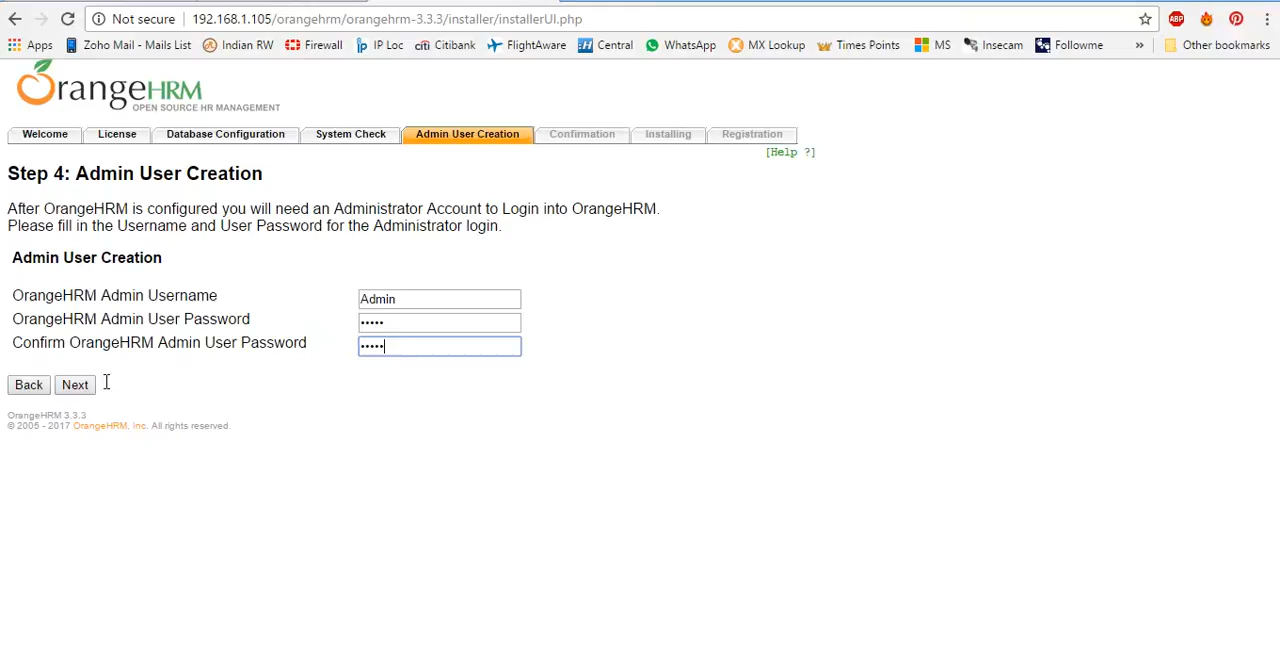 Not secure 192.168.1.105/orangehrm/orangehrm-3.3.3/installer/installerUI.php ABP
Apps Zoho Mail - Mails List Indian RW Firewall IP Loc citi Citibank FlightAware Central WhatsApp MX Lookup Times Points MS Insecam Followme » Other bookmarks
OrangeHRM
OPEN SOURCE HR MANAGEMENT
Welcome License Database Configuration System Check Admin User Creation Confirmation Installing Registration
[Help ?]
Step 4: Admin User Creation
After OrangeHRM is configured you will need an Administrator Account to Login into OrangeHRM.
Please fill in the Username and User Password for the Administrator login.
Admin User Creation
OrangeHRM Admin Username Admin
OrangeHRM Admin User Password •••••
Confirm OrangeHRM Admin User Password •••••
Back Next
OrangeHRM 3.3.3
© 2005 - 2017 OrangeHRM, Inc. All rights reserved.